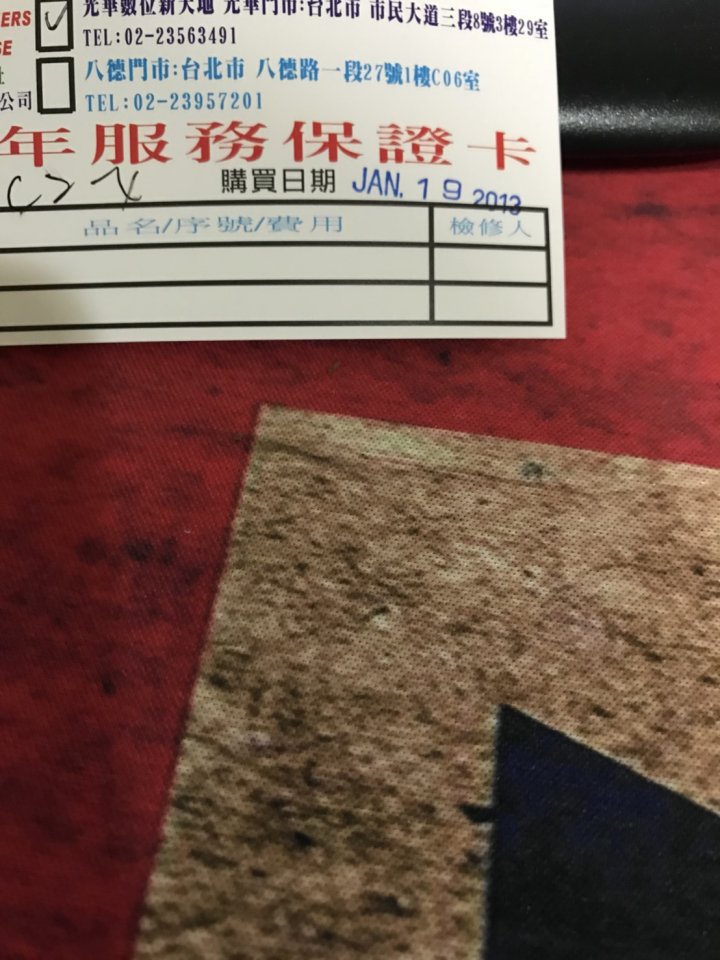 ERS 光華數位新天地 光華門市:台北市 市民大道三段8號3樓29室
SE TEL:02-23563491
社 八德門市:台北市 八德路一段27號1樓C06室
公司 TEL:02-23957201
年服務保證卡
購買日期 JAN. 19 2013
品名/序號/費用 檢修人